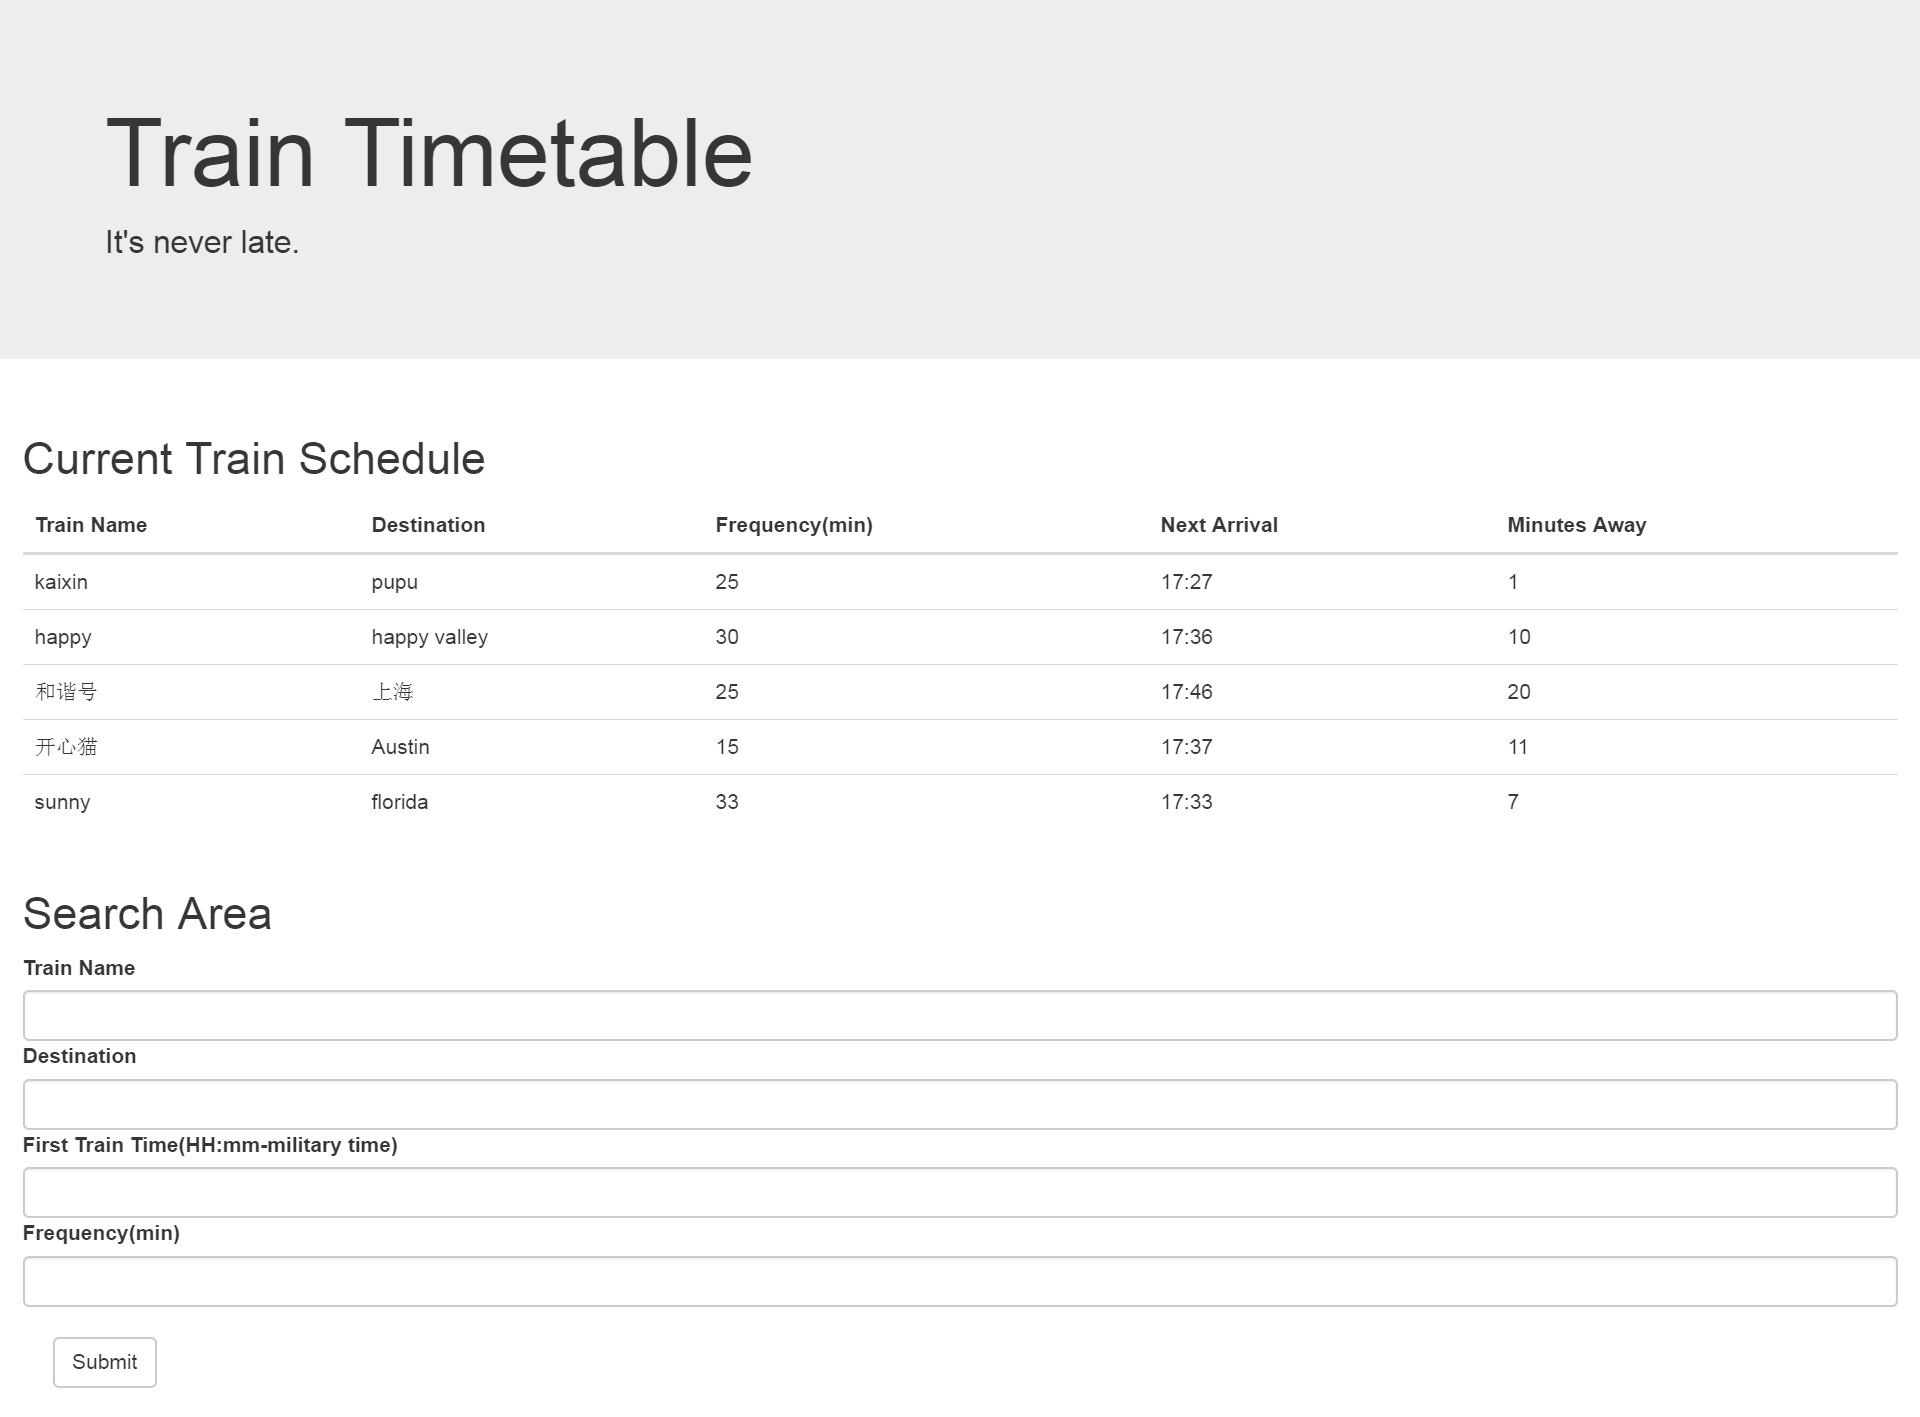 Train Timetable
It's never late.
Current Train Schedule
Train Name Destination Frequency(min) Next Arrival Minutes Away
kaixin pupu 25 17:27 1
happy happy valley 30 17:36 10
和谐号 上海 25 17:46 20
开心猫 Austin 15 17:37 11
sunny florida 33 17:33 7
Search Area
Train Name
Destination
First Train Time(HH:mm-military time)
Frequency(min)
Submit